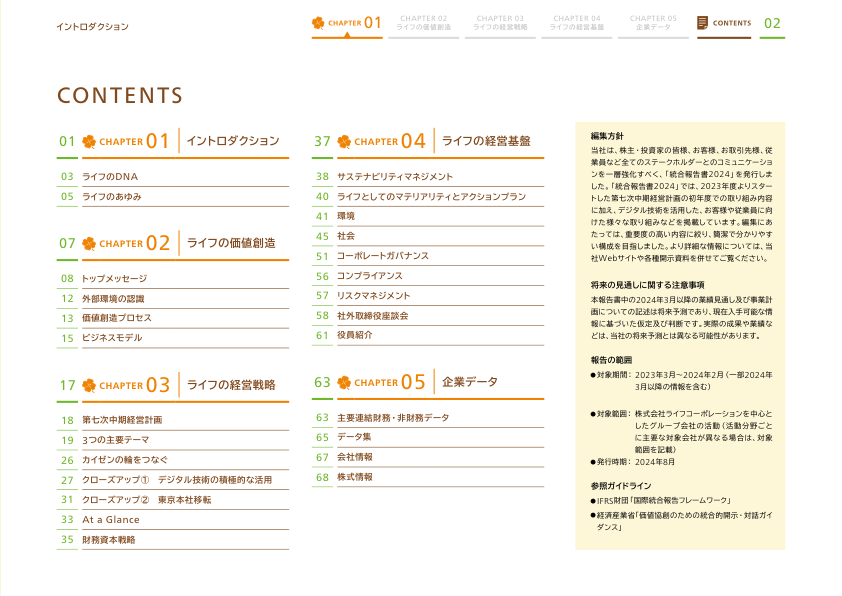 イントロダクション
CHAPTER 01
CHAPTER 02
ライフの価値創造
CHAPTER 03
ライフの経営戦略
CHAPTER 04
ライフの経営基盤
CHAPTER 05
企業データ
CONTENTS
02
CONTENTS
01 CHAPTER 01 イントロダクション
03 ライフのDNA
05 ライフのあゆみ
07 CHAPTER 02 ライフの価値創造
08 トップメッセージ
12 外部環境の認識
13 価値創造プロセス
15 ビジネスモデル
17 CHAPTER 03 ライフの経営戦略
18 第七次中期経営計画
19 3つの主要テーマ
26 カイゼンの輪をつなぐ
27 クローズアップ① デジタル技術の積極的な活用
31 クローズアップ② 東京本社移転
33 At a Glance
35 財務資本戦略
37 CHAPTER 04 ライフの経営基盤
38 サステナビリティマネジメント
40 ライフとしてのマテリアリティとアクションプラン
41 環境
45 社会
51 コーポレートガバナンス
56 コンプライアンス
57 リスクマネジメント
58 社外取締役座談会
61 役員紹介
63 CHAPTER 05 企業データ
63 主要連結財務・非財務データ
65 データ集
67 会社情報
68 株式情報
編集方針
当社は、株主・投資家の皆様、お客様、お取引先様、従
業員など全てのステークホルダーとのコミュニケーショ
ンを一層強化すべく、「統合報告書2024」を発行しまし
た。「統合報告書2024」では、2023年度よりスター
トした第七次中期経営計画の初年度での取り組み内容
に加え、デジタル技術を活用した、お客様や従業員に向
けた様々な取り組みなどを掲載しています。編集にあ
たっては、重要度の高い内容に絞り、簡潔で分かりやす
い構成を目指しました。より詳細な情報については、当
社Webサイトや各種開示資料を併せてご覧ください。
将来の見通しに関する注意事項
本報告書中の2024年3月以降の業績見通し及び事業計
画についての記述は将来予測であり、現在入手可能な情
報に基づいた仮定及び判断です。実際の成果や業績な
どは、当社の将来予測とは異なる可能性があります。
報告の範囲
●対象期間： 2023年3月～2024年2月（一部2024年
3月以降の情報を含む）
●対象範囲： 株式会社ライフコーポレーションを中心と
したグループ会社の活動（活動分野ごと
に主要な対象会社が異なる場合は、対象
範囲を記載）
●発行時期： 2024年8月
参照ガイドライン
●IFRS財団「国際統合報告フレームワーク」
●経済産業省「価値協創のための統合的開示・対話ガイ
ダンス」